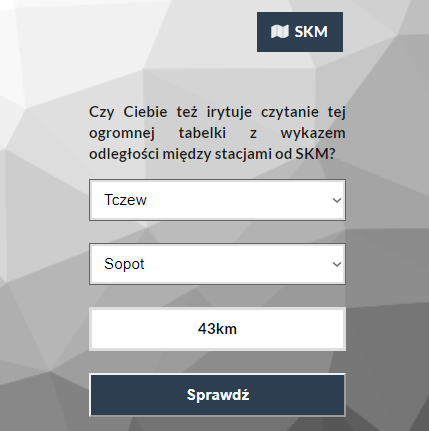 SKM
Czy Ciebie też irytuje czytanie tej
ogromnej tabelki z wykazem
odległości między stacjami od SKM?
Tczew
Sopot
43km
Sprawdź